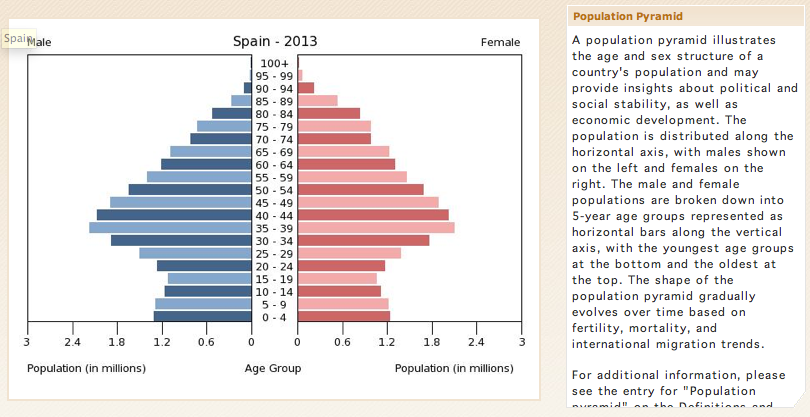 Spain
Male
Spain - 2013
Female
100+
95 - 99
90 - 94
85 - 89
80 - 84
75 - 79
70 - 74
65 - 69
60 - 64
55 - 59
50 - 54
45 - 49
40 - 44
35 - 39
30 - 34
25 - 29
20 - 24
15 - 19
10 - 14
5 - 9
0 - 4
3 2.4 1.8 1.2 0.6 0 0 0.6 1.2 1.8 2.4 3
Population (in millions) Age Group Population (in millions)
Population Pyramid
A population pyramid illustrates
the age and sex structure of a
country's population and may
provide insights about political and
social stability, as well as
economic development. The
population is distributed along the
horizontal axis, with males shown
on the left and females on the
right. The male and female
populations are broken down into
5-year age groups represented as
horizontal bars along the vertical
axis, with the youngest age groups
at the bottom and the oldest at
the top. The shape of the
population pyramid gradually
evolves over time based on
fertility, mortality, and
international migration trends.
For additional information, please
see the entry for "Population
pyramid" on the Definitions and